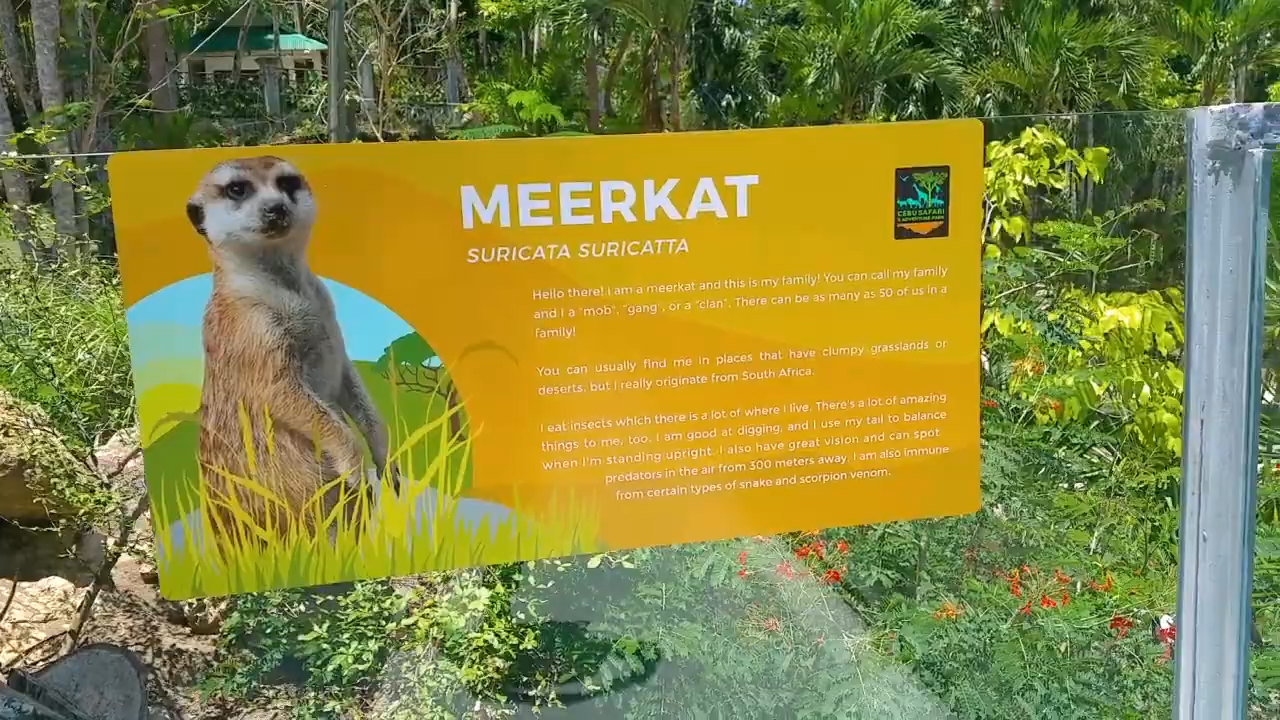 MEERKAT
SURICATA SURICATTA
CEBU SAFARI
& ADVENTURE PARK
Hello there! I am a meerkat and this is my family! You can call my family
and I a "mob", "gang", or a "clan". There can be as many as 50 of us in a
family!
You can usually find me in places that have clumpy grasslands or
deserts, but I really originate from South Africa.
I eat insects which there is a lot of where I live. There's a lot of amazing
things to me, too. I am good at digging, and I use my tail to balance
when I'm standing upright. I also have great vision and can spot
predators in the air from 300 meters away. I am also immune
from certain types of snake and scorpion venom.